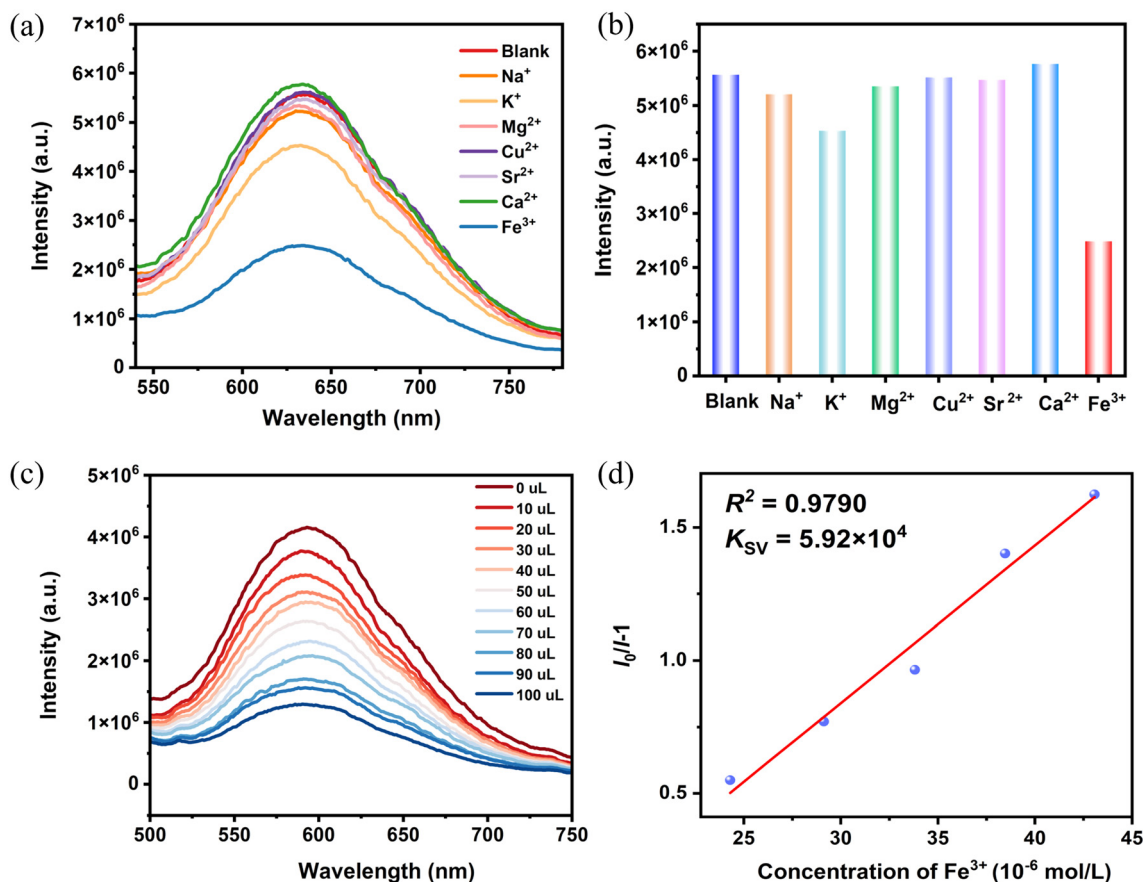 (a)
7×10⁶
6×10⁶
5×10⁶
4×10⁶
3×10⁶
2×10⁶
1×10⁶
0
Intensity (a.u.)
550 600 650 700 750
Wavelength (nm)
Blank
Na⁺
K⁺
Mg²⁺
Cu²⁺
Sr²⁺
Ca²⁺
Fe³⁺
(b)
6×10⁶
5×10⁶
4×10⁶
3×10⁶
2×10⁶
1×10⁶
0
Intensity (a.u.)
Blank Na⁺ K⁺ Mg²⁺ Cu²⁺ Sr²⁺ Ca²⁺ Fe³⁺
(c)
5×10⁶
4×10⁶
3×10⁶
2×10⁶
1×10⁶
0
Intensity (a.u.)
500 550 600 650 700 750
Wavelength (nm)
0 uL
10 uL
20 uL
30 uL
40 uL
50 uL
60 uL
70 uL
80 uL
90 uL
100 uL
(d)
R² = 0.9790
K_SV = 5.92×10⁴
1.5
1.0
0.5
I₀/I-1
25 30 35 40 45
Concentration of Fe³⁺ (10⁻⁶ mol/L)